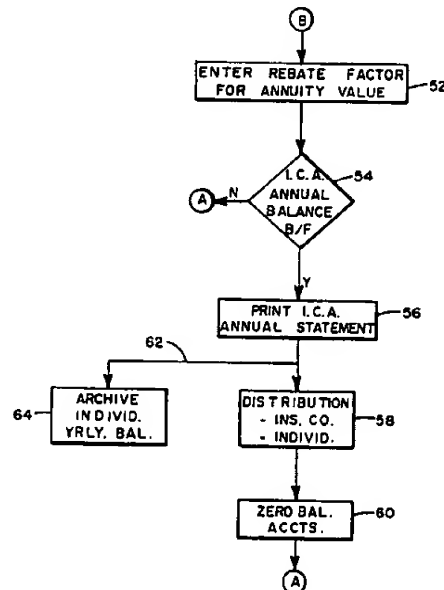 B
ENTER REBATE FACTOR
FOR ANNUITY VALUE
52
I.C.A.
ANNUAL
BALANCE
B/F
54
N
A
Y
PRINT I.C.A.
ANNUAL STATEMENT
56
62
ARCHIVE
INDIVID.
YRLY. BAL.
64
DISTRIBUTION
- INS. CO.
- INDIVID.
58
ZERO BAL.
ACCTS.
60
A